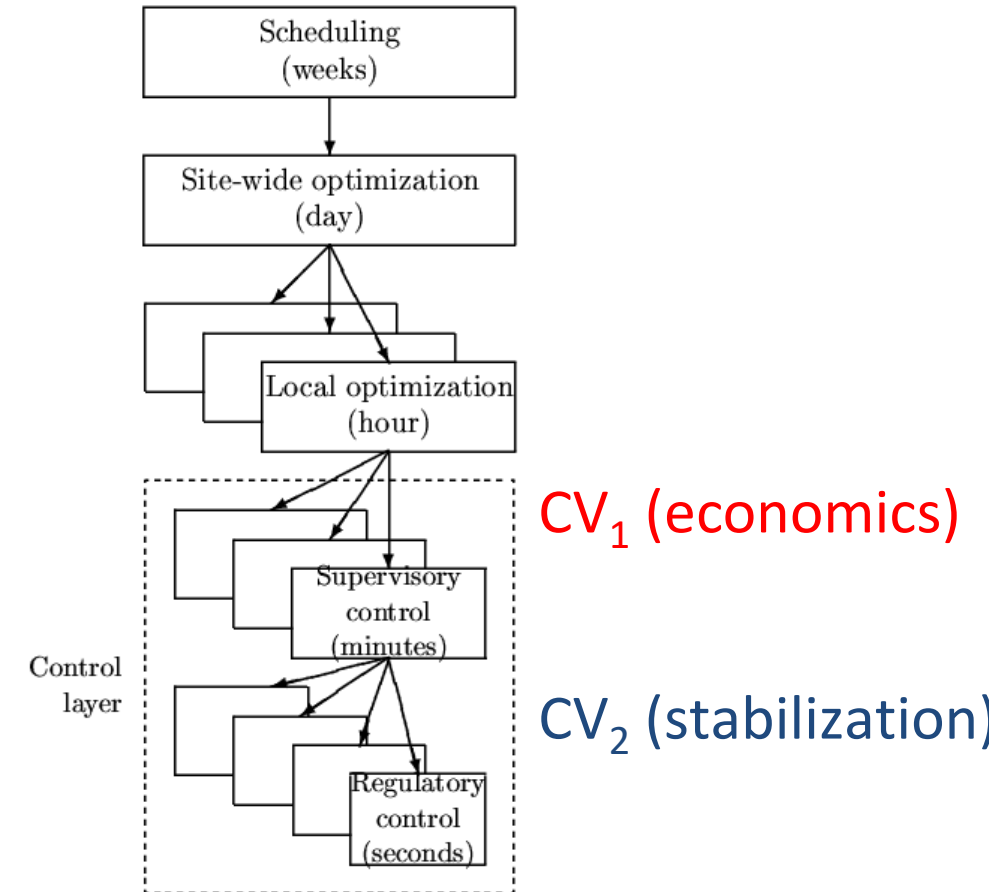 Scheduling
(weeks)
Site-wide optimization
(day)
Local optimization
(hour)
CV₁ (economics)
Supervisory
control
(minutes)
Control
layer
CV₂ (stabilization)
Regulatory
control
(seconds)